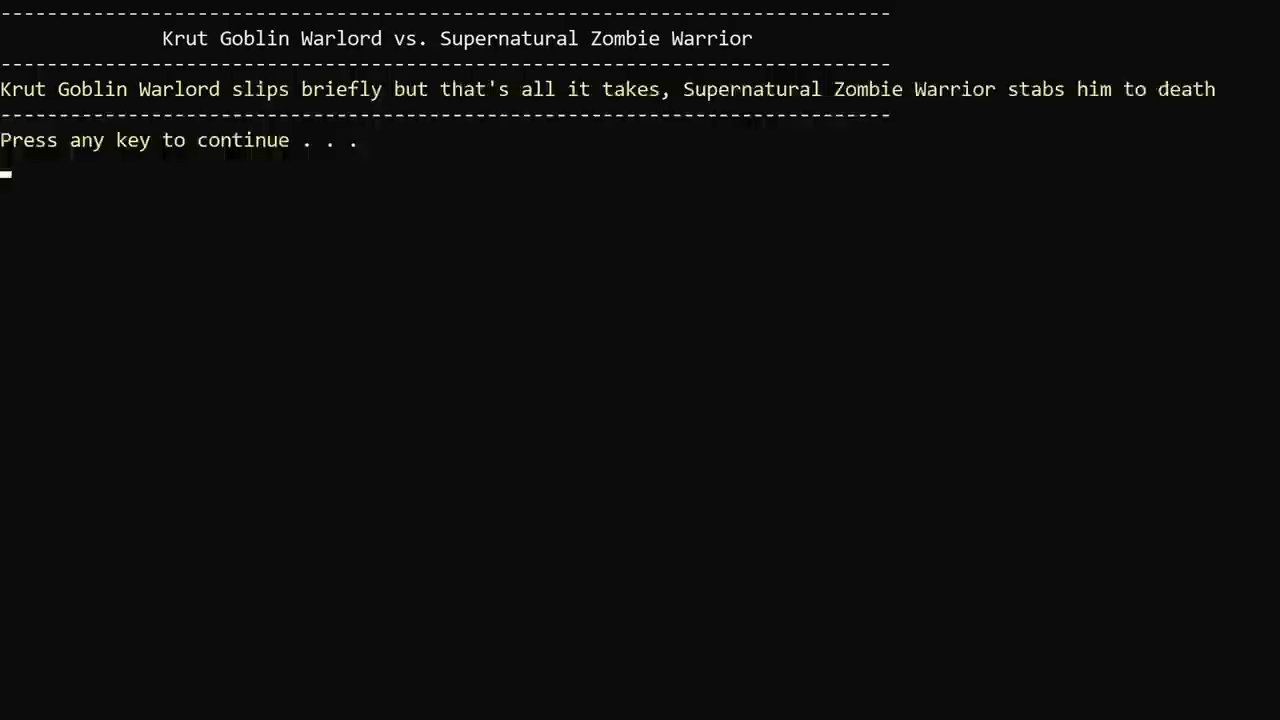 -----------------------------------------------------------------------------
Krut Goblin Warlord vs. Supernatural Zombie Warrior
-----------------------------------------------------------------------------
Krut Goblin Warlord slips briefly but that's all it takes, Supernatural Zombie Warrior stabs him to death
-----------------------------------------------------------------------------
Press any key to continue . . .